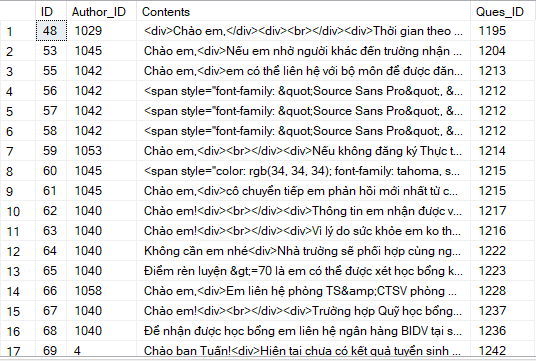 ID Author_ID Contents Ques_ID
1 48 1029 <div>Chào em,</div><div><br></div><div>Thời gian theo ... 1195
2 53 1045 Chào em,<div>Nếu em nhờ người khác đến trường nhận ... 1204
3 55 1042 Chào em,<div>em có thể liên hệ với bộ môn để được đăn... 1213
4 56 1042 <span style="font-family: &quot;Source Sans Pro&quot;, &... 1212
5 57 1042 <span style="font-family: &quot;Source Sans Pro&quot;, &... 1212
6 58 1042 <span style="font-family: &quot;Source Sans Pro&quot;, &... 1212
7 59 1053 Chào em,<div><br></div><div>Nếu không đăng ký Thực t... 1214
8 60 1045 <span style="color: rgb(34, 34, 34); font-family: tahoma, s... 1215
9 61 1045 Chào em,<div>cô chuyển tiếp em phản hồi mới nhất từ c... 1215
10 62 1040 Chào em!<div><br></div><div>Thông tin em nhận được v... 1217
11 63 1040 Chào em!<div><br></div><div>Vì lý do sức khỏe em ko th... 1216
12 64 1040 Không cần em nhé<div>Nhà trường sẽ phối hợp cùng ng... 1222
13 65 1040 Điểm rèn luyện &gt;=70 là em có thể được xét học bổng k... 1223
14 66 1058 Chào em,<div>Em liên hệ phòng TS&amp;CTSV phòng ... 1228
15 67 1040 Chào em!<div><br></div><div>Trường hợp Quỹ học bổng... 1237
16 68 1040 Để nhận được học bổng em liên hệ ngân hàng BIDV tại s... 1236
17 69 4 Chào bạn Tuấn!<div>Hiện tại chưa có kết quả tuyển sinh ... 1242